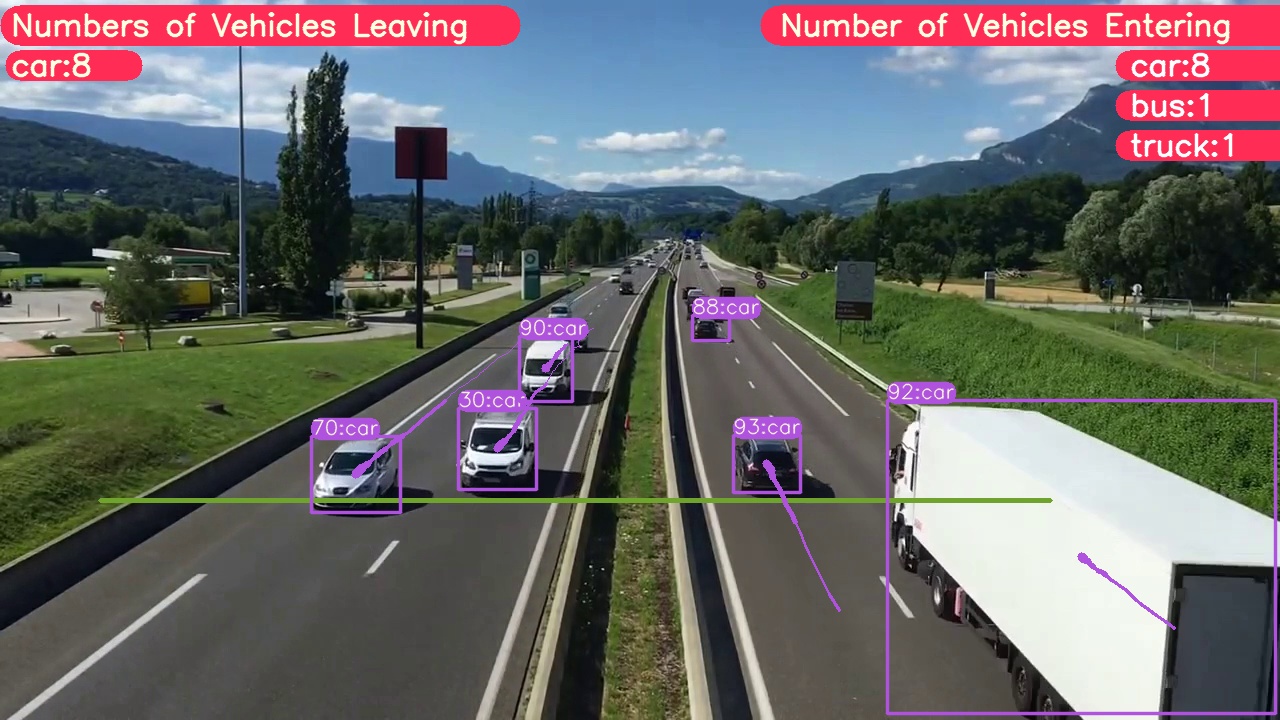 Numbers of Vehicles Leaving
Number of Vehicles Entering
car:8
car:8
bus:1
truck:1
88:car
90:car
92:car
30:car
70:car
93:car